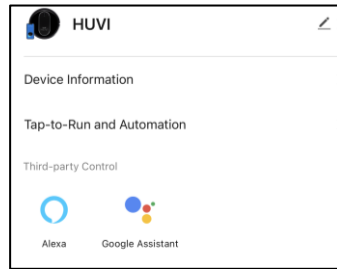 HUVI
Device Information
Tap-to-Run and Automation
Third-party Control
Alexa Google Assistant